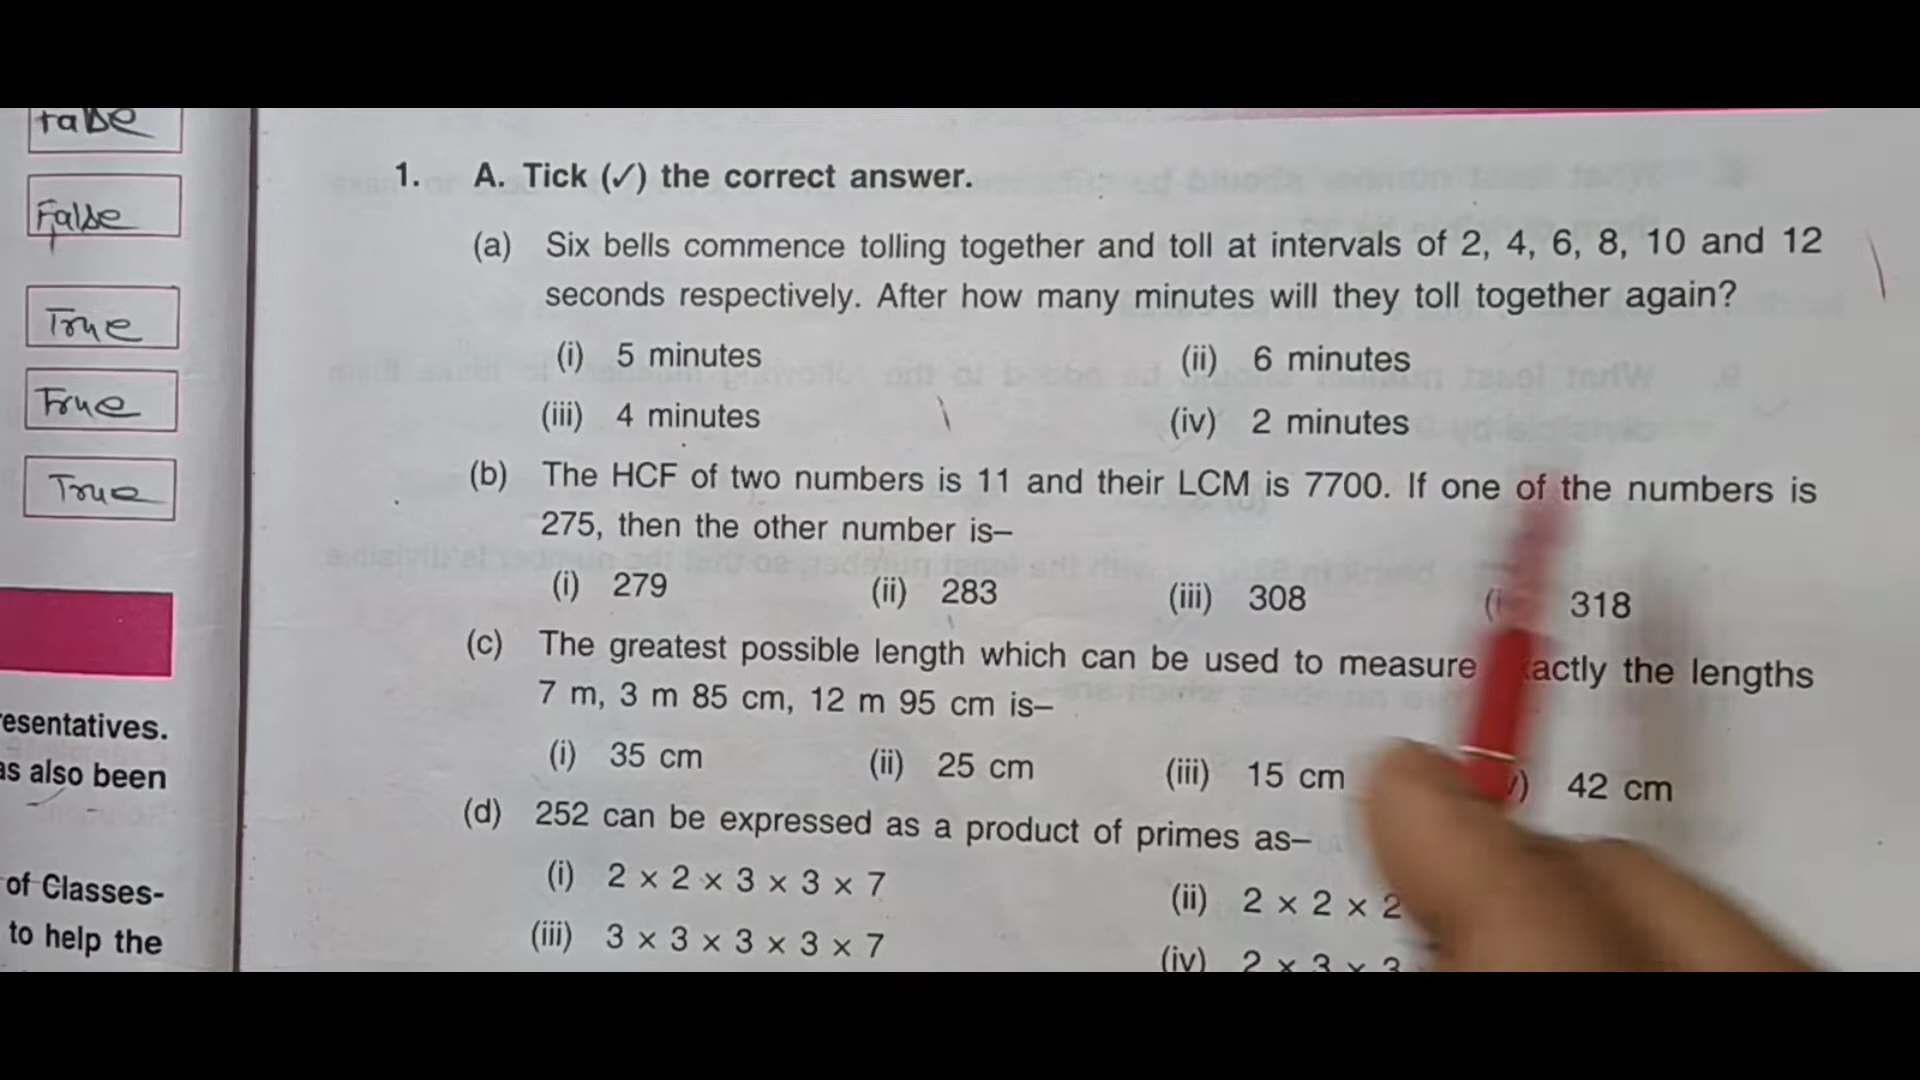 False
False
True
True
True
resentatives.
as also been
of Classes-
to help the
1. A. Tick (✓) the correct answer.
(a) Six bells commence tolling together and toll at intervals of 2, 4, 6, 8, 10 and 12
seconds respectively. After how many minutes will they toll together again?
(i) 5 minutes (ii) 6 minutes
(iii) 4 minutes (iv) 2 minutes
(b) The HCF of two numbers is 11 and their LCM is 7700. If one of the numbers is
275, then the other number is–
(i) 279 (ii) 283 (iii) 308 318
(c) The greatest possible length which can be used to measure actly the lengths
7 m, 3 m 85 cm, 12 m 95 cm is–
(i) 35 cm (ii) 25 cm (iii) 15 cm 42 cm
(d) 252 can be expressed as a product of primes as–
(i) 2 × 2 × 3 × 3 × 7 (ii) 2 × 2 × 2
(iii) 3 × 3 × 3 × 3 × 7 (iv) 2 × 3 × 3